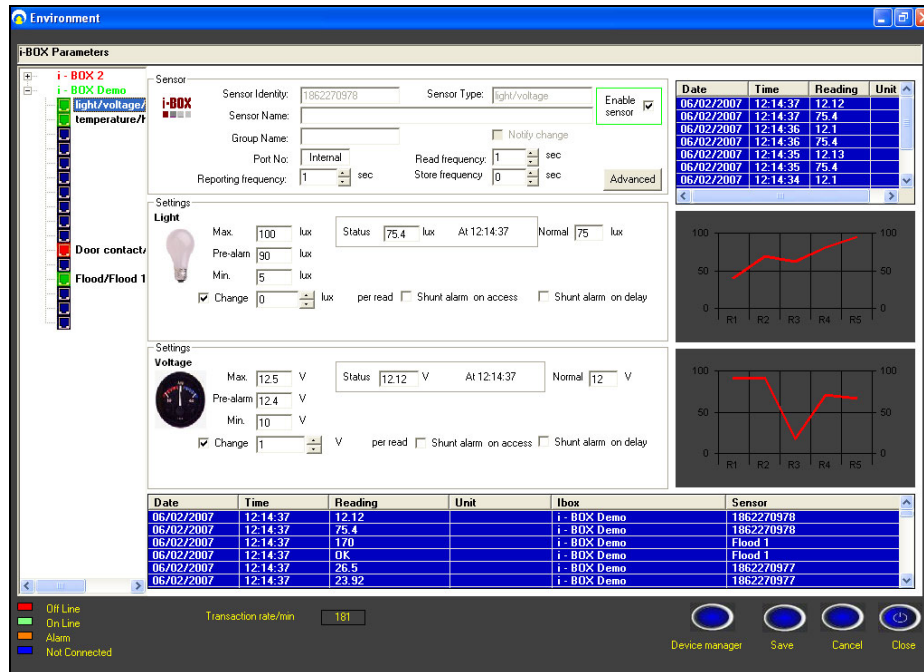 Environment
i-BOX Parameters
i - BOX 2
i - BOX Demo
light/voltage/
temperature/h
Door contact/
Flood/Flood 1
Sensor
i-BOX
Sensor Identity: 1862270978 Sensor Type: light/voltage
Enable sensor
Sensor Name:
Group Name: Notify change
Port No: Internal Read frequency: 1 sec
Reporting frequency: 1 sec Store frequency 0 sec Advanced
Settings
Light
Max. 100 lux Status 75.4 lux At 12:14:37 Normal 75 lux
Pre-alarn 90 lux
Min. 5 lux
Change 0 lux per read Shunt alarm on access Shunt alarm on delay
Settings
Voltage
Max. 12.5 V Status 12.12 V At 12:14:37 Normal 12 V
Pre-alarm 12.4 V
Min. 10 V
Change 1 V per read Shunt alarm on access Shunt alarm on delay
Date Time Reading Unit
06/02/2007 12:14:37 12.12
06/02/2007 12:14:37 75.4
06/02/2007 12:14:36 12.1
06/02/2007 12:14:36 75.4
06/02/2007 12:14:35 12.13
06/02/2007 12:14:35 75.4
06/02/2007 12:14:34 12.1
100 100
50 50
0 0
R1 R2 R3 R4 R5
100 100
50 50
0 0
R1 R2 R3 R4 R5
Date Time Reading Unit Ibox Sensor
06/02/2007 12:14:37 12.12 i - BOX Demo 1862270978
06/02/2007 12:14:37 75.4 i - BOX Demo 1862270978
06/02/2007 12:14:37 170 i - BOX Demo Flood 1
06/02/2007 12:14:37 OK i - BOX Demo Flood 1
06/02/2007 12:14:37 26.5 i - BOX Demo 1862270977
06/02/2007 12:14:37 23.92 i - BOX Demo 1862270977
Off Line
On Line
Alarm
Not Connected
Transaction rate/min 181
Device manager Save Cancel Close